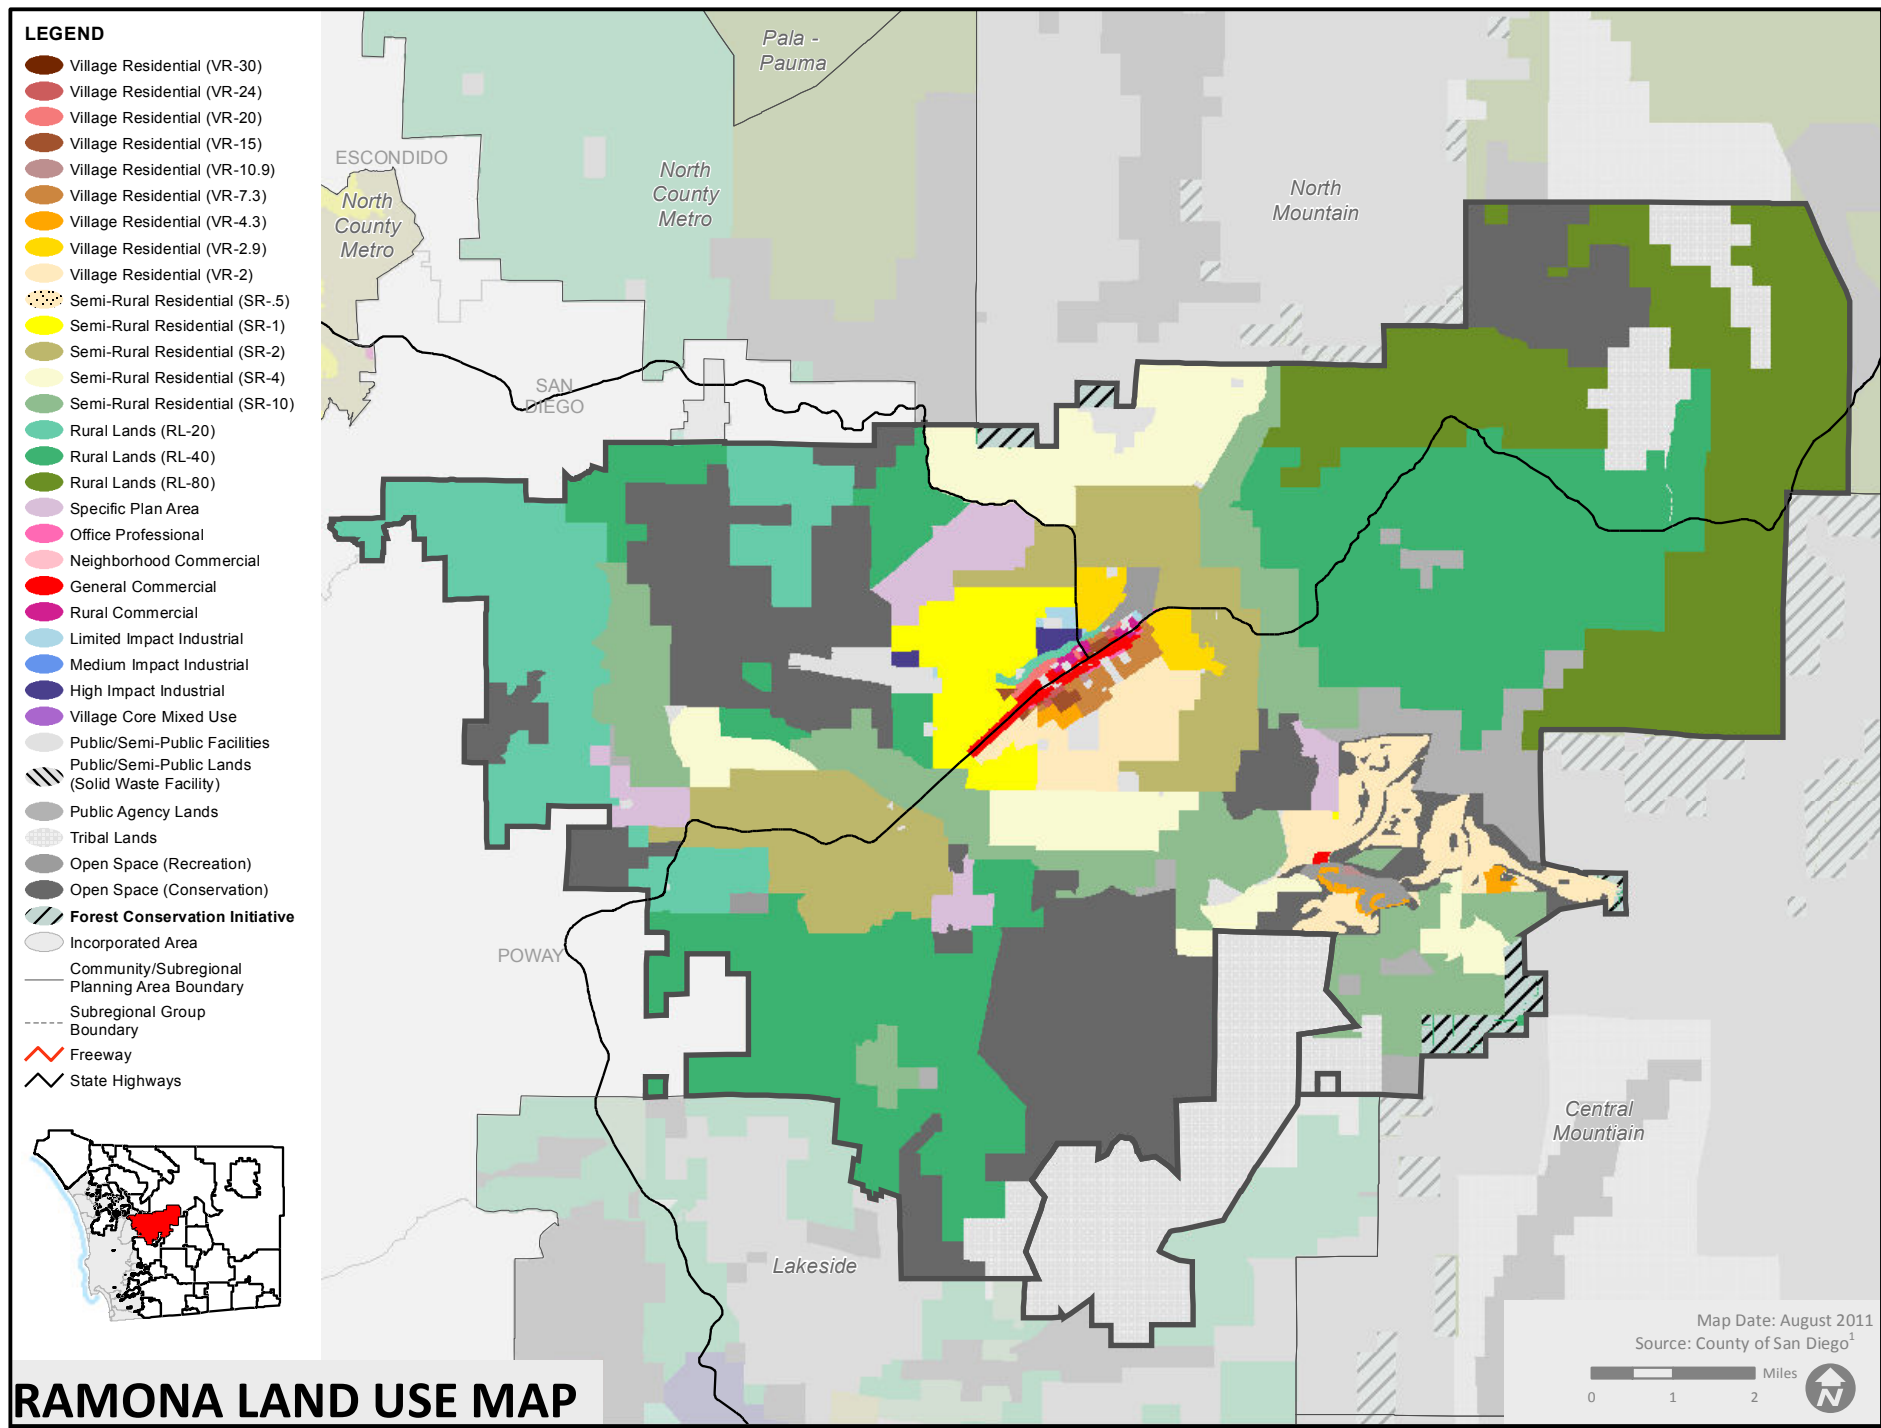 LEGEND
Village Residential (VR-30)
Village Residential (VR-24)
Village Residential (VR-20)
Village Residential (VR-15)
Village Residential (VR-10.9)
Village Residential (VR-7.3)
Village Residential (VR-4.3)
Village Residential (VR-2.9)
Village Residential (VR-2)
Semi-Rural Residential (SR-.5)
Semi-Rural Residential (SR-1)
Semi-Rural Residential (SR-2)
Semi-Rural Residential (SR-4)
Semi-Rural Residential (SR-10)
Rural Lands (RL-20)
Rural Lands (RL-40)
Rural Lands (RL-80)
Specific Plan Area
Office Professional
Neighborhood Commercial
General Commercial
Rural Commercial
Limited Impact Industrial
Medium Impact Industrial
High Impact Industrial
Village Core Mixed Use
Public/Semi-Public Facilities
Public/Semi-Public Lands
(Solid Waste Facility)
Public Agency Lands
Tribal Lands
Open Space (Recreation)
Open Space (Conservation)
Forest Conservation Initiative
Incorporated Area
Community/Subregional
Planning Area Boundary
Subregional Group
Boundary
Freeway
State Highways
Pala -
Pauma
ESCONDIDO
North
County
Metro
North
County
Metro
North
Mountain
SAN
DIEGO
POWAY
Central
Mountiain
Lakeside
Map Date: August 2011
Source: County of San Diego1
Miles
0 1 2
N
RAMONA LAND USE MAP